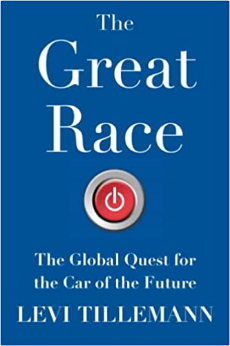 The
Great
Race
The Global Quest for
the Car of the Future
LEVI TILLEMANN